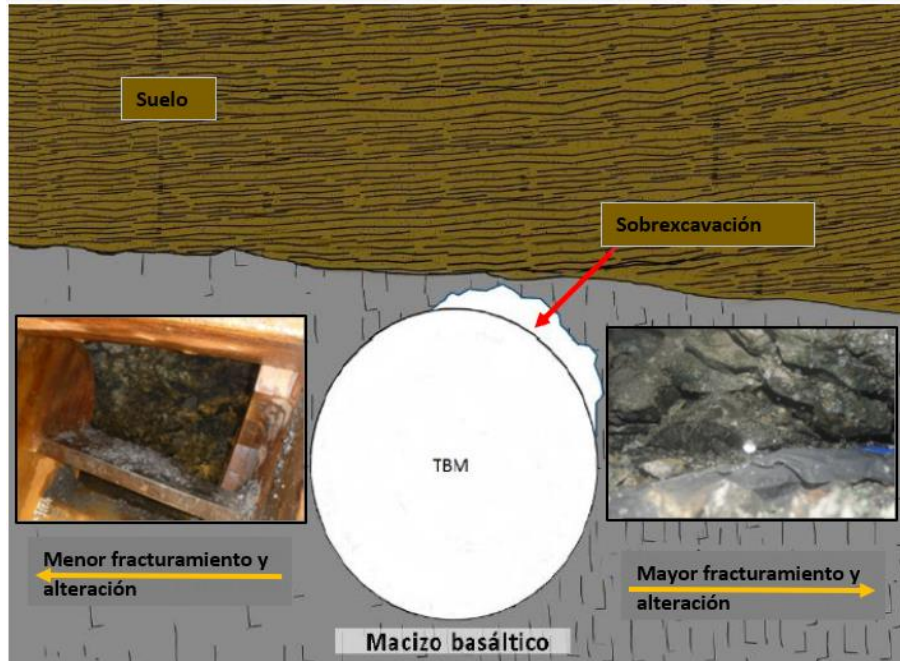 Suelo
Sobrexcavación
TBM
Menor fracturamiento y
alteración
Mayor fracturamiento y
alteración
Macizo basáltico